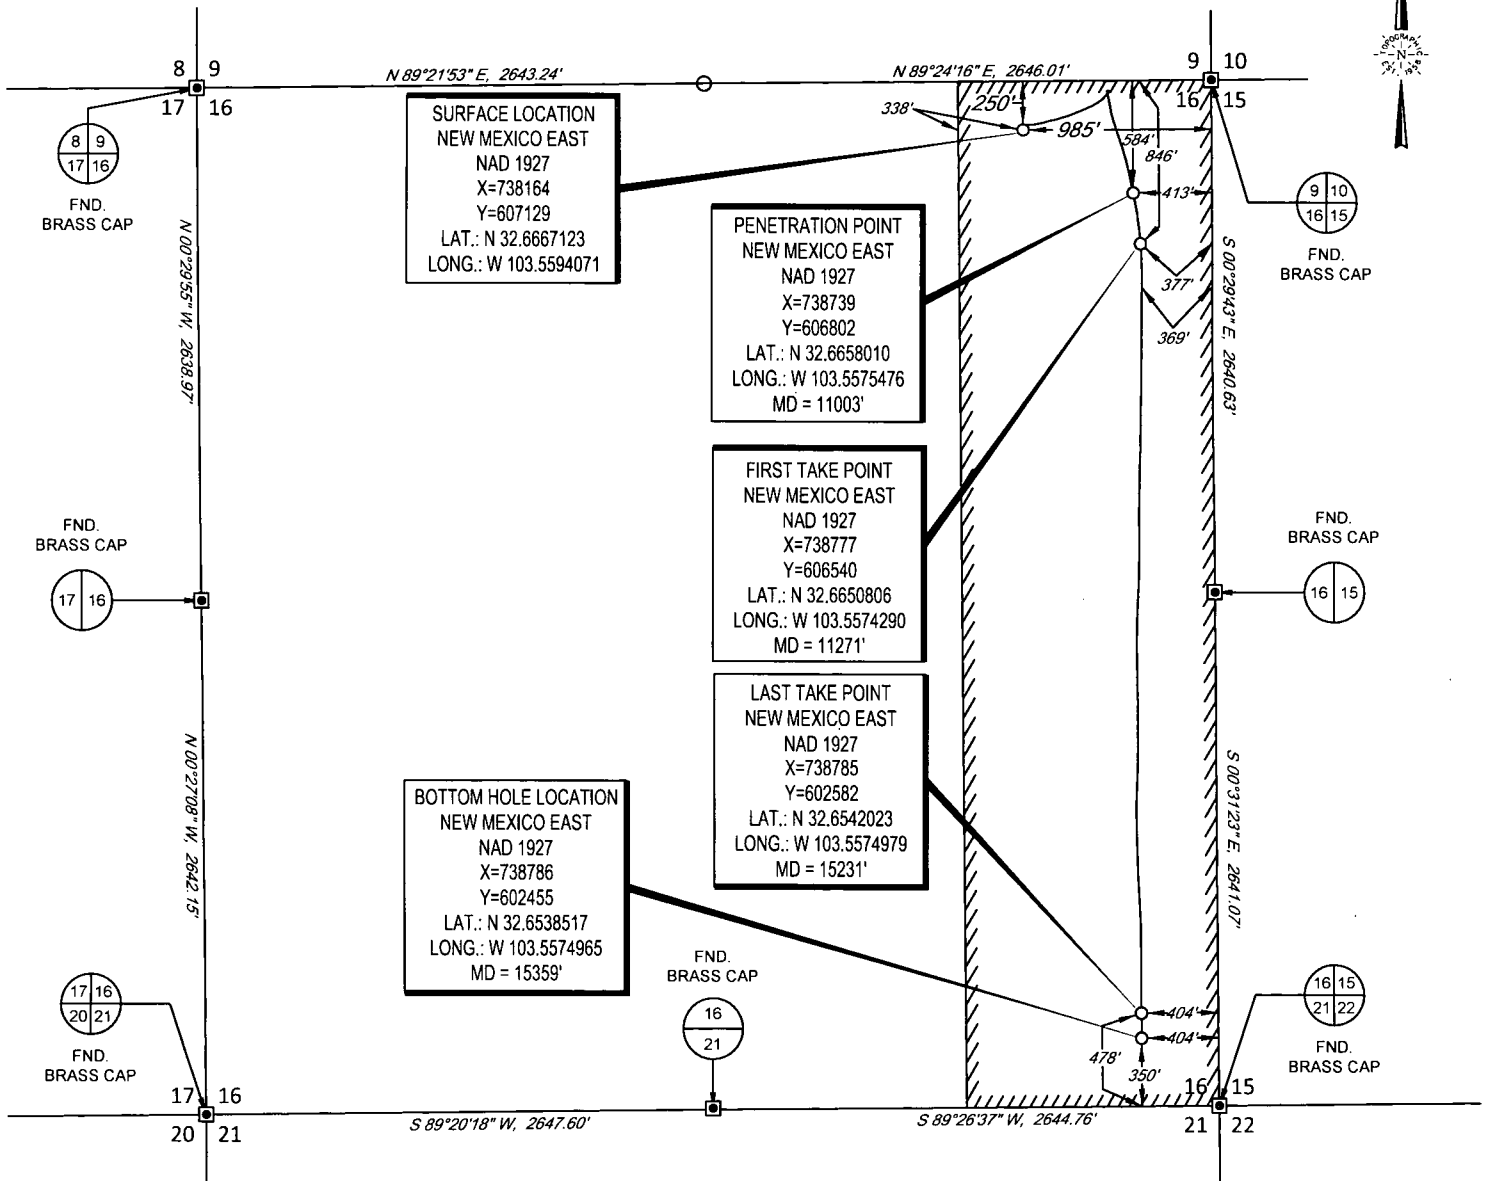 8 9
17 16
N 89°21'53" E, 2643.24'
N 89°24'16" E, 2646.01'
9 10
16 15
TOPOGRAPHIC
N
EST. 1958
8 9
17 16
FND.
BRASS CAP
SURFACE LOCATION
NEW MEXICO EAST
NAD 1927
X=738164
Y=607129
LAT.: N 32.6667123
LONG.: W 103.5594071
338'
250'
985'
584'
846'
413'
377'
369'
9 10
16 15
FND.
BRASS CAP
PENETRATION POINT
NEW MEXICO EAST
NAD 1927
X=738739
Y=606802
LAT.: N 32.6658010
LONG.: W 103.5575476
MD = 11003'
N 00°29'55" W, 2638.97'
S 00°29'43" E, 2640.63'
FIRST TAKE POINT
NEW MEXICO EAST
NAD 1927
X=738777
Y=606540
LAT.: N 32.6650806
LONG.: W 103.5574290
MD = 11271'
FND.
BRASS CAP
17 16
FND.
BRASS CAP
16 15
LAST TAKE POINT
NEW MEXICO EAST
NAD 1927
X=738785
Y=602582
LAT.: N 32.6542023
LONG.: W 103.5574979
MD = 15231'
N 00°27'08" W, 2642.15'
S 00°31'23" E, 2641.07'
BOTTOM HOLE LOCATION
NEW MEXICO EAST
NAD 1927
X=738786
Y=602455
LAT.: N 32.6538517
LONG.: W 103.5574965
MD = 15359'
FND.
BRASS CAP
16
21
17 16
20 21
FND.
BRASS CAP
404'
404'
478'
350'
16 15
21 22
FND.
BRASS CAP
17 16
20 21
S 89°20'18" W, 2647.60'
S 89°26'37" W, 2644.76'
16 15
21 22